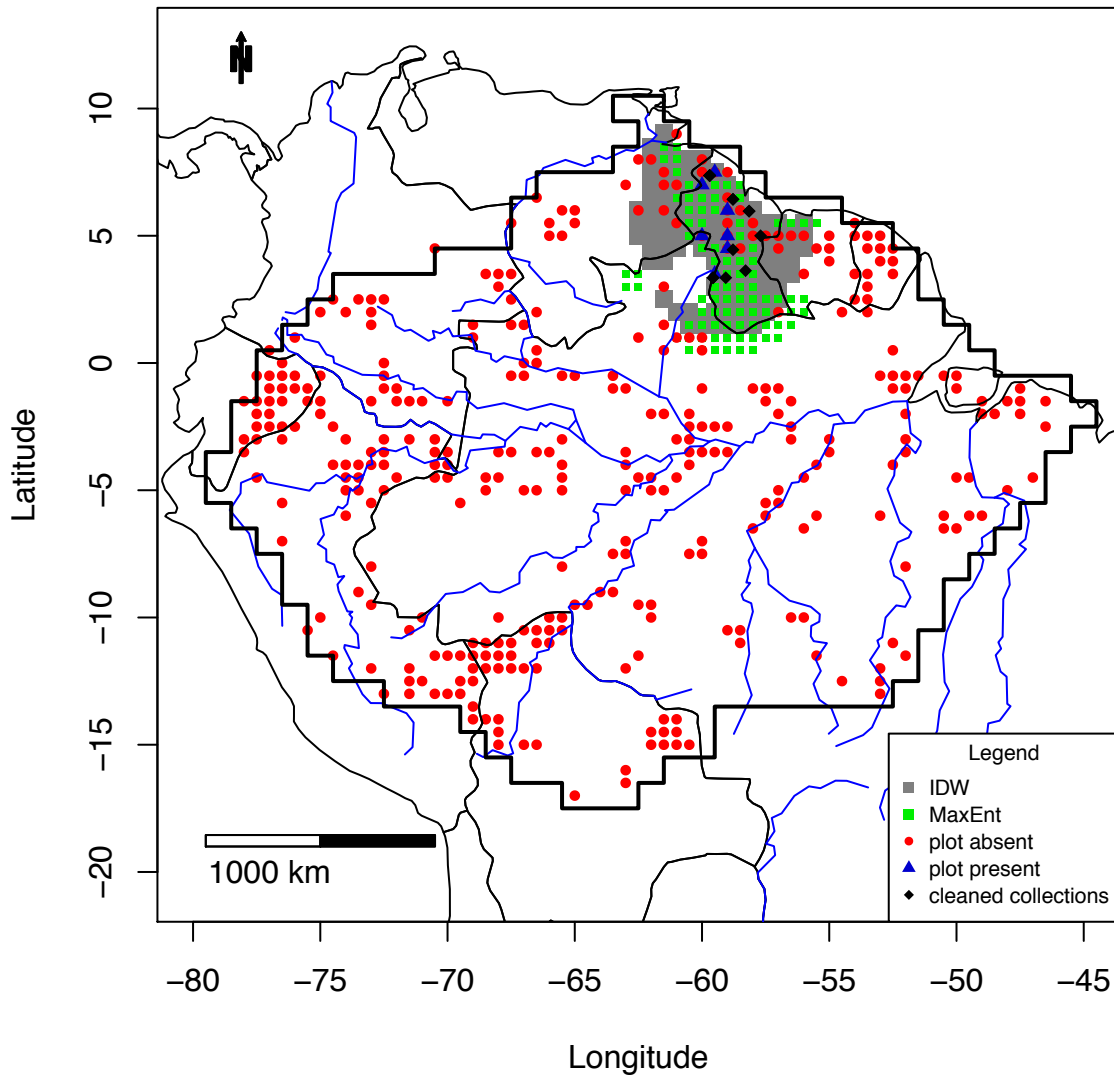 N
10
5
0
−5
−10
−15
−20
Latitude
1000 km
Legend
IDW
MaxEnt
plot absent
plot present
cleaned collections
−80 −75 −70 −65 −60 −55 −50 −45
Longitude